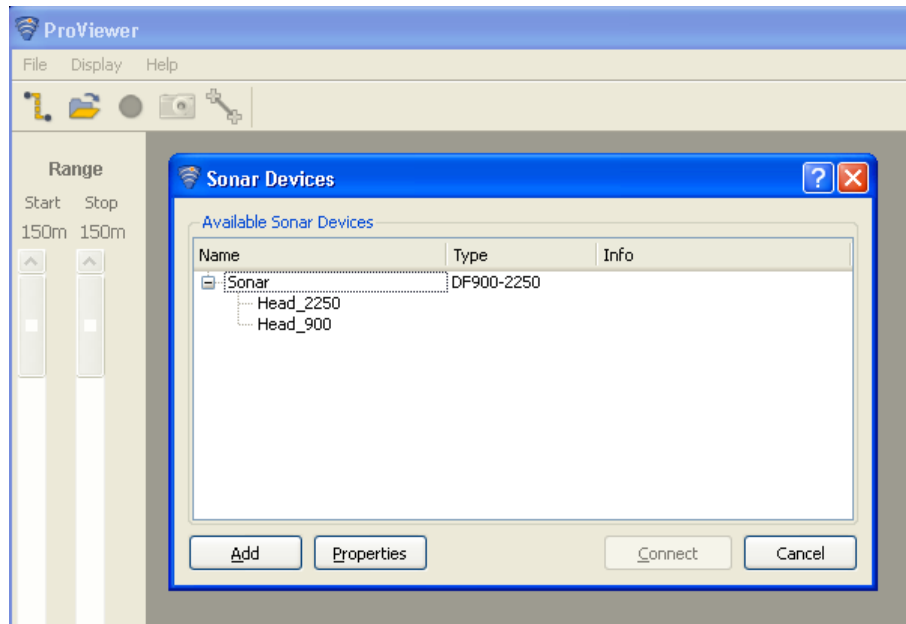 ProViewer
File Display Help
Range
Start Stop
150m 150m
Sonar Devices
Available Sonar Devices
Name Type Info
Sonar DF900-2250
Head_2250
Head_900
Add Properties Connect Cancel